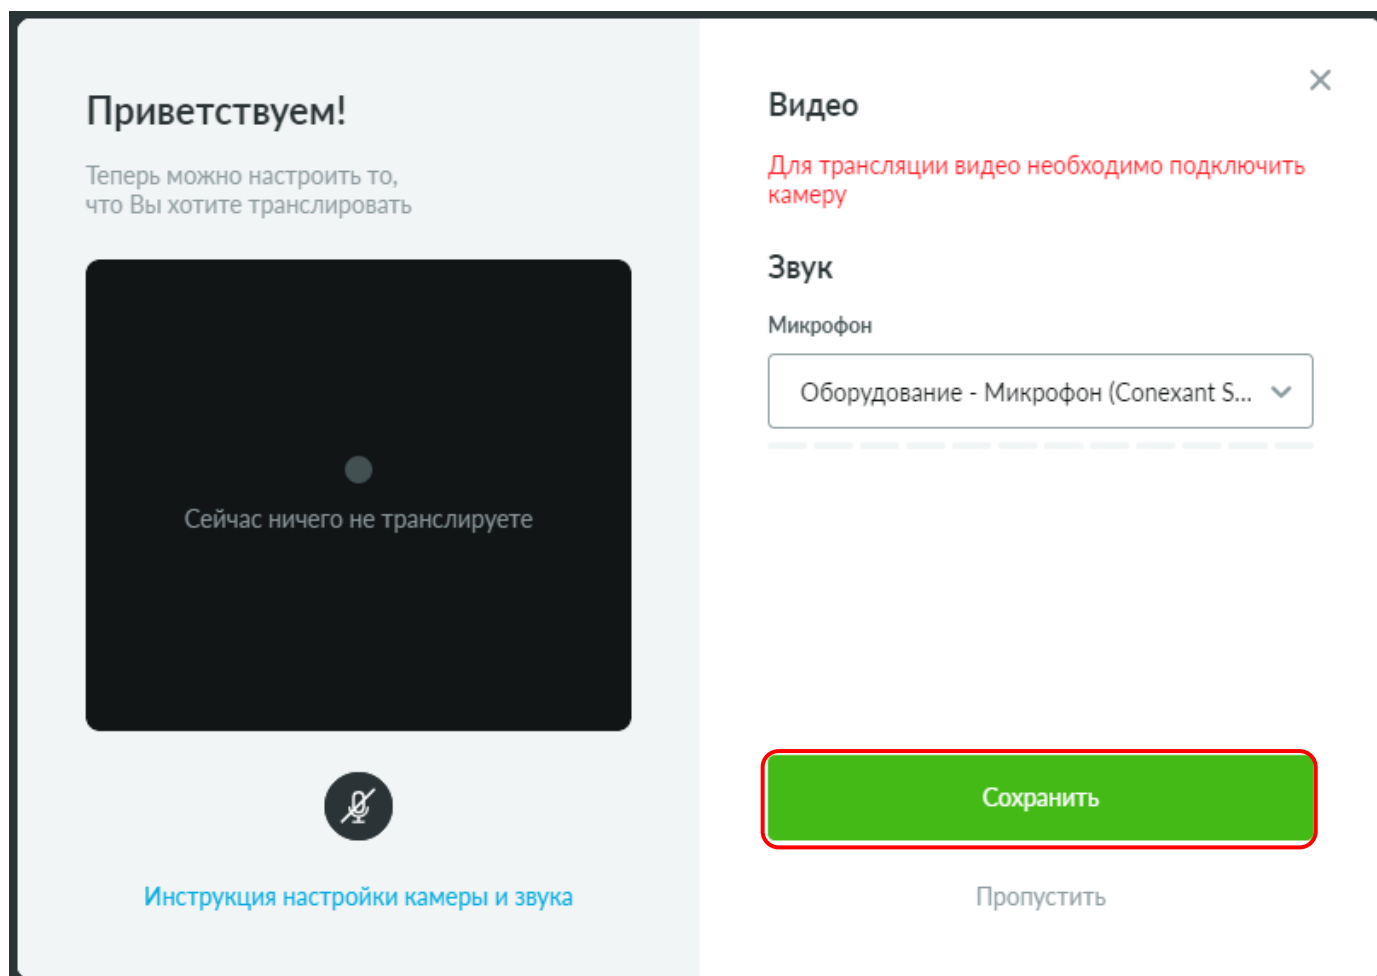 Приветствуем!
Теперь можно настроить то,
что Вы хотите транслировать
Сейчас ничего не транслируете
Инструкция настройки камеры и звука
Видео
Для трансляции видео необходимо подключить
камеру
Звук
Микрофон
Оборудование - Микрофон (Conexant S...
Сохранить
Пропустить